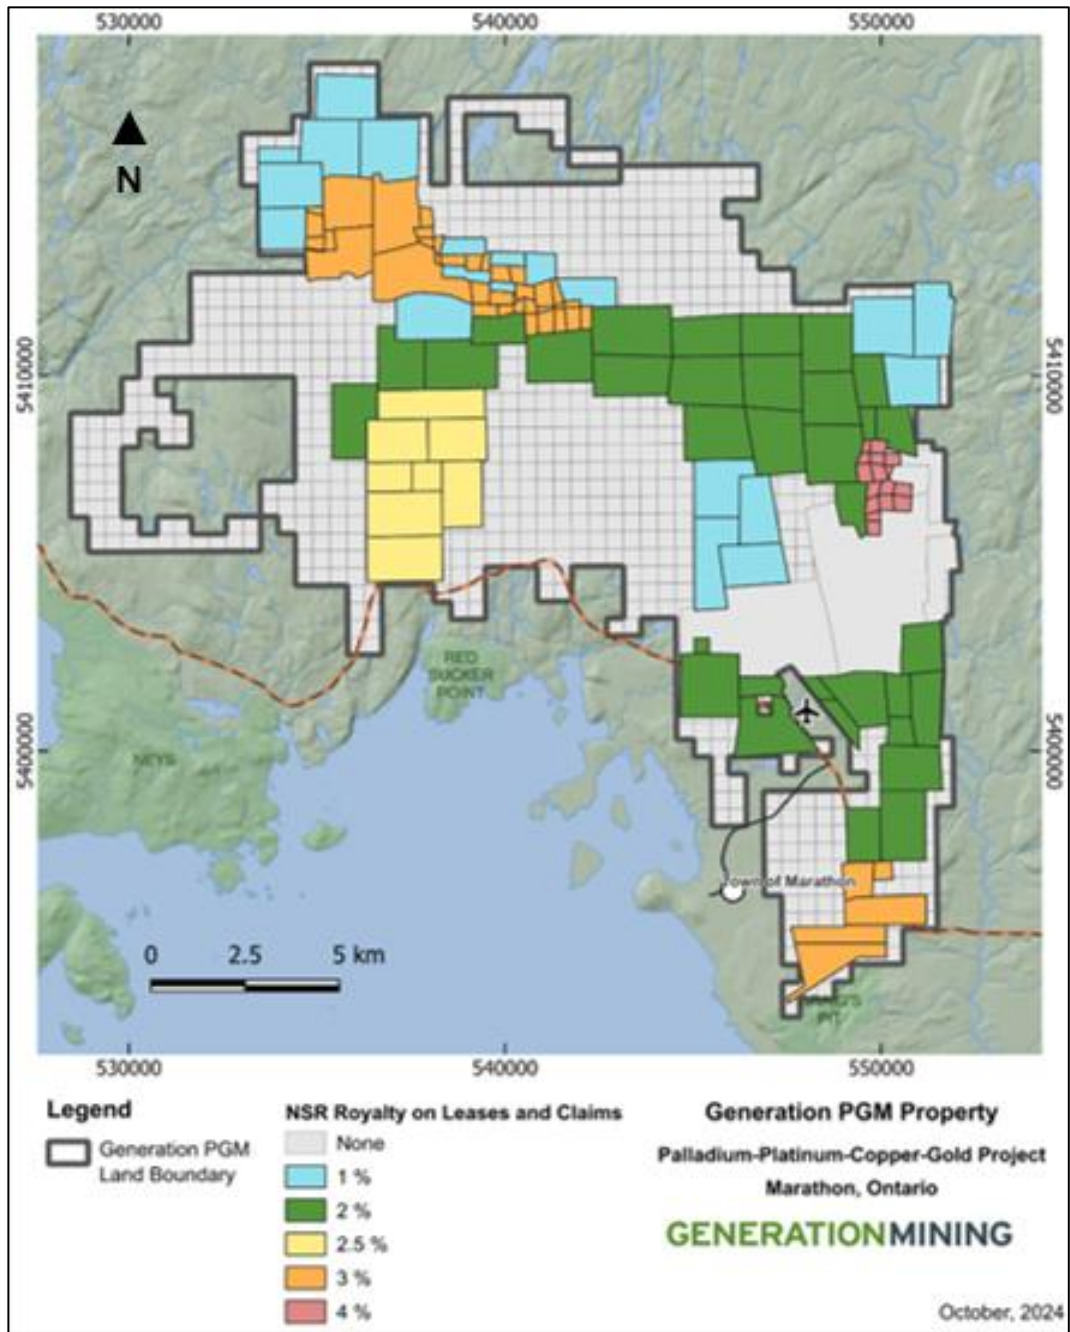 530000 540000 550000
N
5410000 5410000
RED
SUCKER
POINT
5400000 5400000
NEYS
Town of Marathon
0 2.5 5 km
PIT
530000 540000 550000
Legend
Generation PGM
Land Boundary
NSR Royalty on Leases and Claims
None
1 %
2 %
2.5 %
3 %
4 %
Generation PGM Property
Palladium-Platinum-Copper-Gold Project
Marathon, Ontario
GENERATIONMINING
October, 2024